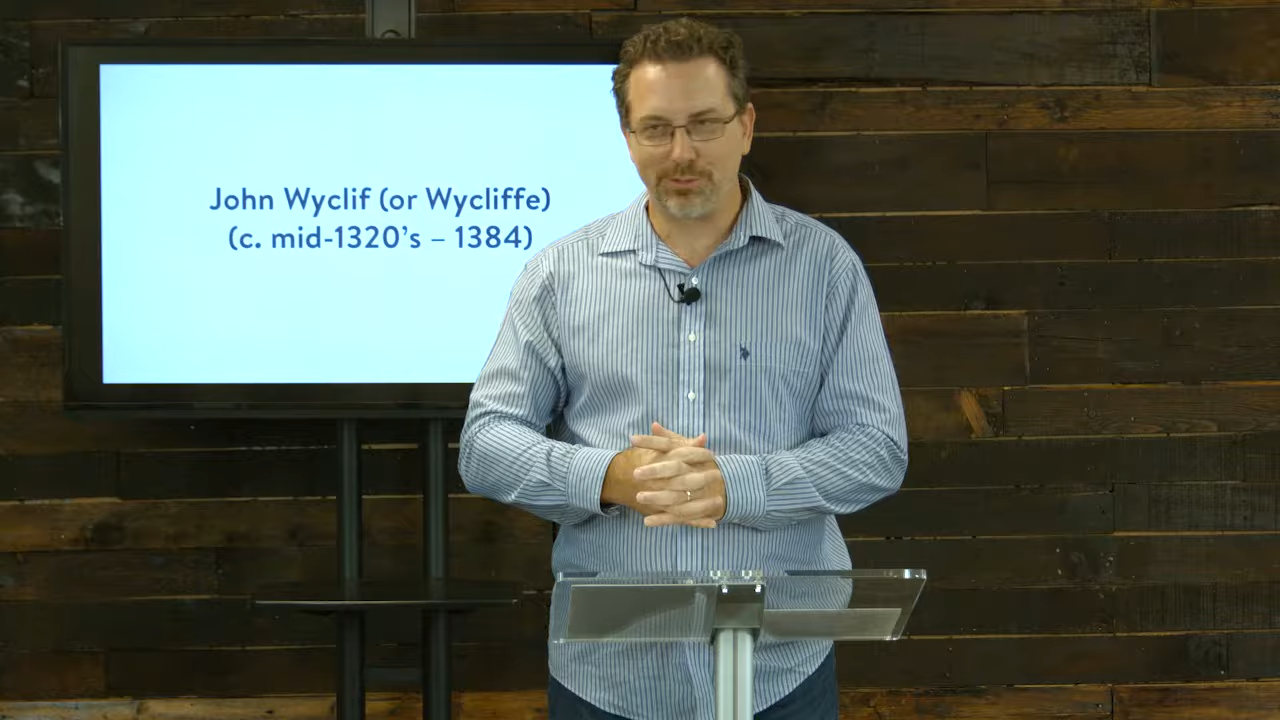 John Wyclif (or Wycliffe)
(c. mid-1320's – 1384)